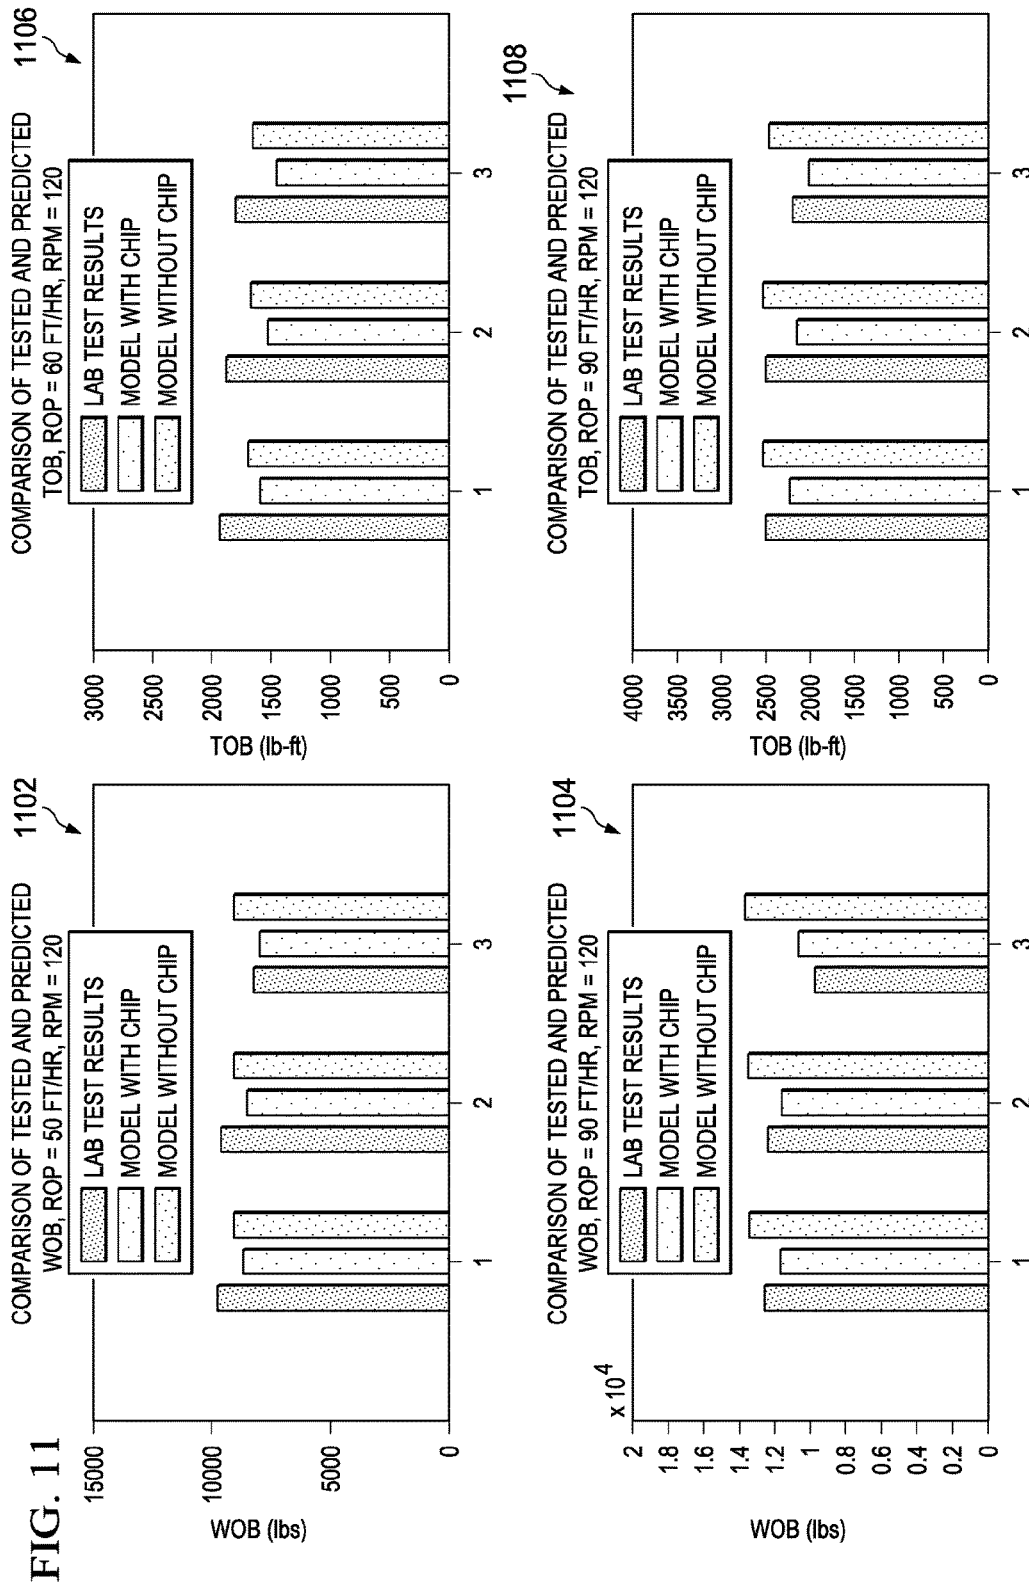 FIG. 11
COMPARISON OF TESTED AND PREDICTED
WOB, ROP = 50 FT/HR, RPM = 120
1102
LAB TEST RESULTS
MODEL WITH CHIP
MODEL WITHOUT CHIP
15000
10000
5000
0
WOB (lbs)
1
2
3
COMPARISON OF TESTED AND PREDICTED
TOB, ROP = 60 FT/HR, RPM = 120
1106
LAB TEST RESULTS
MODEL WITH CHIP
MODEL WITHOUT CHIP
3000
2500
2000
1500
1000
500
0
TOB (lb-ft)
1
2
3
COMPARISON OF TESTED AND PREDICTED
WOB, ROP = 90 FT/HR, RPM = 120
1104
LAB TEST RESULTS
MODEL WITH CHIP
MODEL WITHOUT CHIP
x 10⁴
2
1.8
1.6
1.4
1.2
1
0.8
0.6
0.4
0.2
0
WOB (lbs)
1
2
3
COMPARISON OF TESTED AND PREDICTED
TOB, ROP = 90 FT/HR, RPM = 120
1108
LAB TEST RESULTS
MODEL WITH CHIP
MODEL WITHOUT CHIP
4000
3500
3000
2500
2000
1500
1000
500
0
TOB (lb-ft)
1
2
3